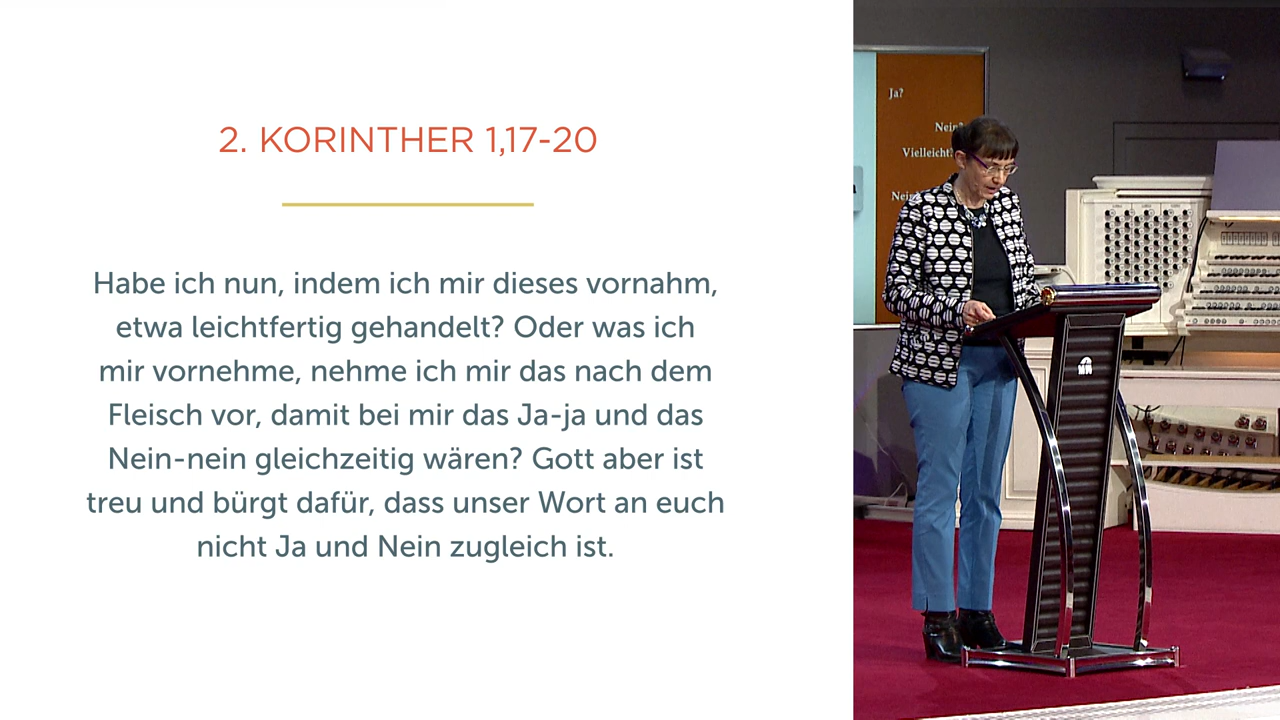 2. KORINTHER 1,17-20
Habe ich nun, indem ich mir dieses vornahm,
etwa leichtfertig gehandelt? Oder was ich
mir vornehme, nehme ich mir das nach dem
Fleisch vor, damit bei mir das Ja-ja und das
Nein-nein gleichzeitig wären? Gott aber ist
treu und bürgt dafür, dass unser Wort an euch
nicht Ja und Nein zugleich ist.
Ja?
Nein?
Vielleicht?